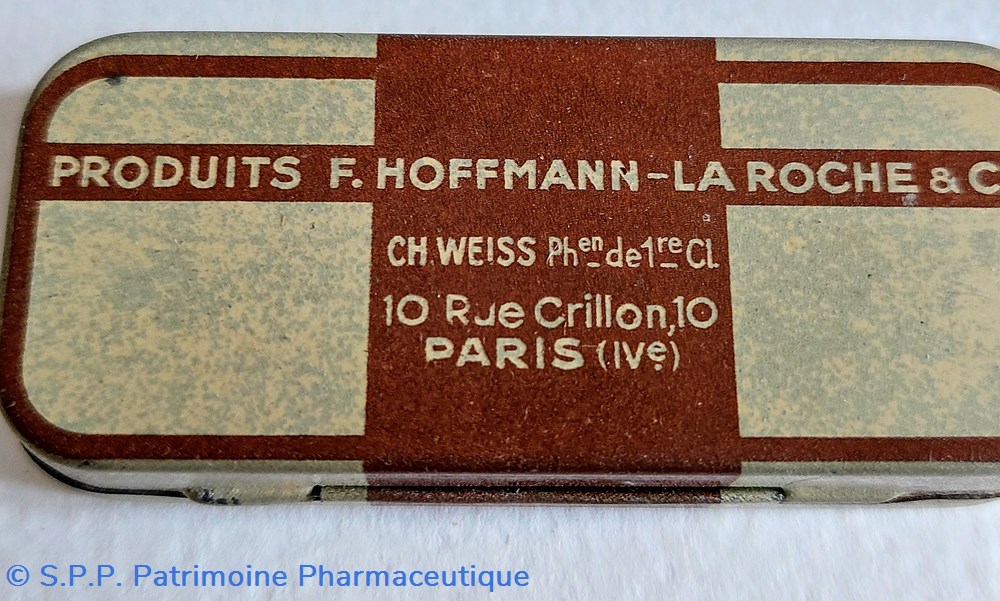 PRODUITS F. HOFFMANN-LA ROCHE & C
CH. WEISS Phen de 1re Cl.
10 Rue Crillon, 10
PARIS (IVe)
© S.P.P. Patrimoine Pharmaceutique